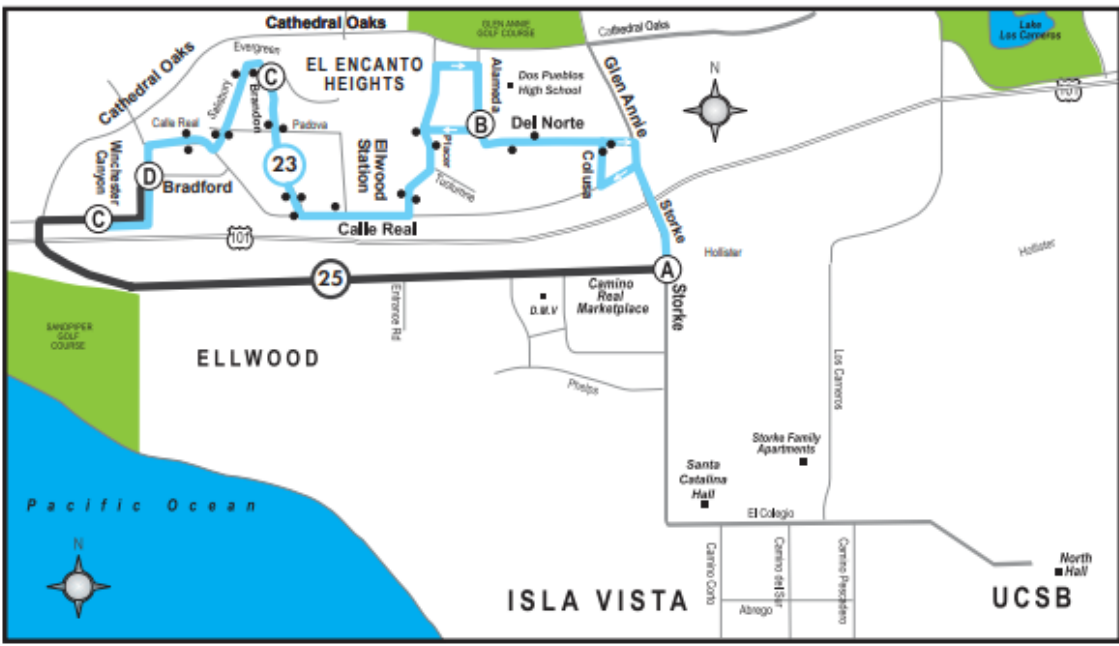 Cathedral Oaks
GLEN ANNIE
GOLF COURSE
Cathedral Oaks
Lake
Los Carneros
Cathedral Oaks
Evergreen
EL ENCANTO
HEIGHTS
Alameda
Dos Pueblos
High School
Glen Annie
N
101
Salisbury
Brandon
C
Calle Real
Padova
B
Del Norte
Placer
Ellwood
Station
Colusa
Winchester
Canyon
D
Bradford
23
Tuolumne
C
Calle Real
Storke
101
Hollister
Hollister
25
A
Camino
Real
Marketplace
D.M.V
Storke
Entrance Rd
SANDPIPER
GOLF
COURSE
ELLWOOD
Phelps
Los Carneros
Storke Family
Apartments
Santa
Catalina
Hall
Pacific Ocean
El Colegio
N
Camino Corto
Camino del Sur
Camino Pescadero
North
Hall
ISLA VISTA
Abrego
UCSB